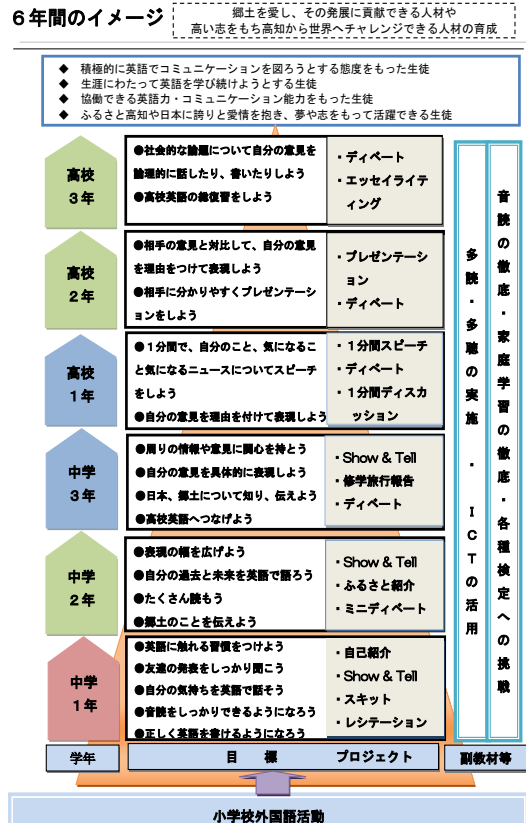 6年間のイメージ
郷土を愛し、その発展に貢献できる人材や
高い志をもち高知から世界へチャレンジできる人材の育成
◆ 積極的に英語でコミュニケーションを図ろうとする態度をもった生徒
◆ 生涯にわたって英語を学び続けようとする生徒
◆ 協働できる英語力・コミュニケーション能力をもった生徒
◆ ふるさと高知や日本に誇りと愛情を抱き、夢や志をもって活躍できる生徒
高校
3年
●社会的な論題について自分の意見を
論理的に話したり、書いたりしよう
●高校英語の総復習をしよう
・ディベート
・エッセイライテ
ィング
高校
2年
●相手の意見と対比して、自分の意見
を理由をつけて表現しよう
●相手に分かりやすくプレゼンテーシ
ョンをしよう
・プレゼンテーシ
ョン
・ディベート
高校
1年
●1分間で、自分のこと、気になるこ
と気になるニュースについてスピーチ
をしよう
●自分の意見を理由を付けて表現しよう
・1分間スピーチ
・ディベート
・1分間ディスカ
ッション
中学
3年
●周りの情報や意見に関心を持とう
●自分の意見を具体的に表現しよう
●日本、郷土について知り、伝えよう
●高校英語へつなげよう
・Show & Tell
・修学旅行報告
・ディベート
中学
2年
●表現の幅を広げよう
●自分の過去と未来を英語で語ろう
●たくさん読もう
●郷土のことを伝えよう
・Show & Tell
・ふるさと紹介
・ミニディベート
中学
1年
●英語に触れる習慣をつけよう
●友達の発表をしっかり聞こう
●自分の気持ちを英語で話そう
●音読をしっかりできるようになろう
●正しく英語を書けるようになろう
・自己紹介
・Show & Tell
・スキット
・レシテーション
多読・多聴の実施 ・ ICTの活用
音読の徹底・家庭学習の徹底・各種検定への挑戦
学年
目 標
プロジェクト
副教材等
小学校外国語活動